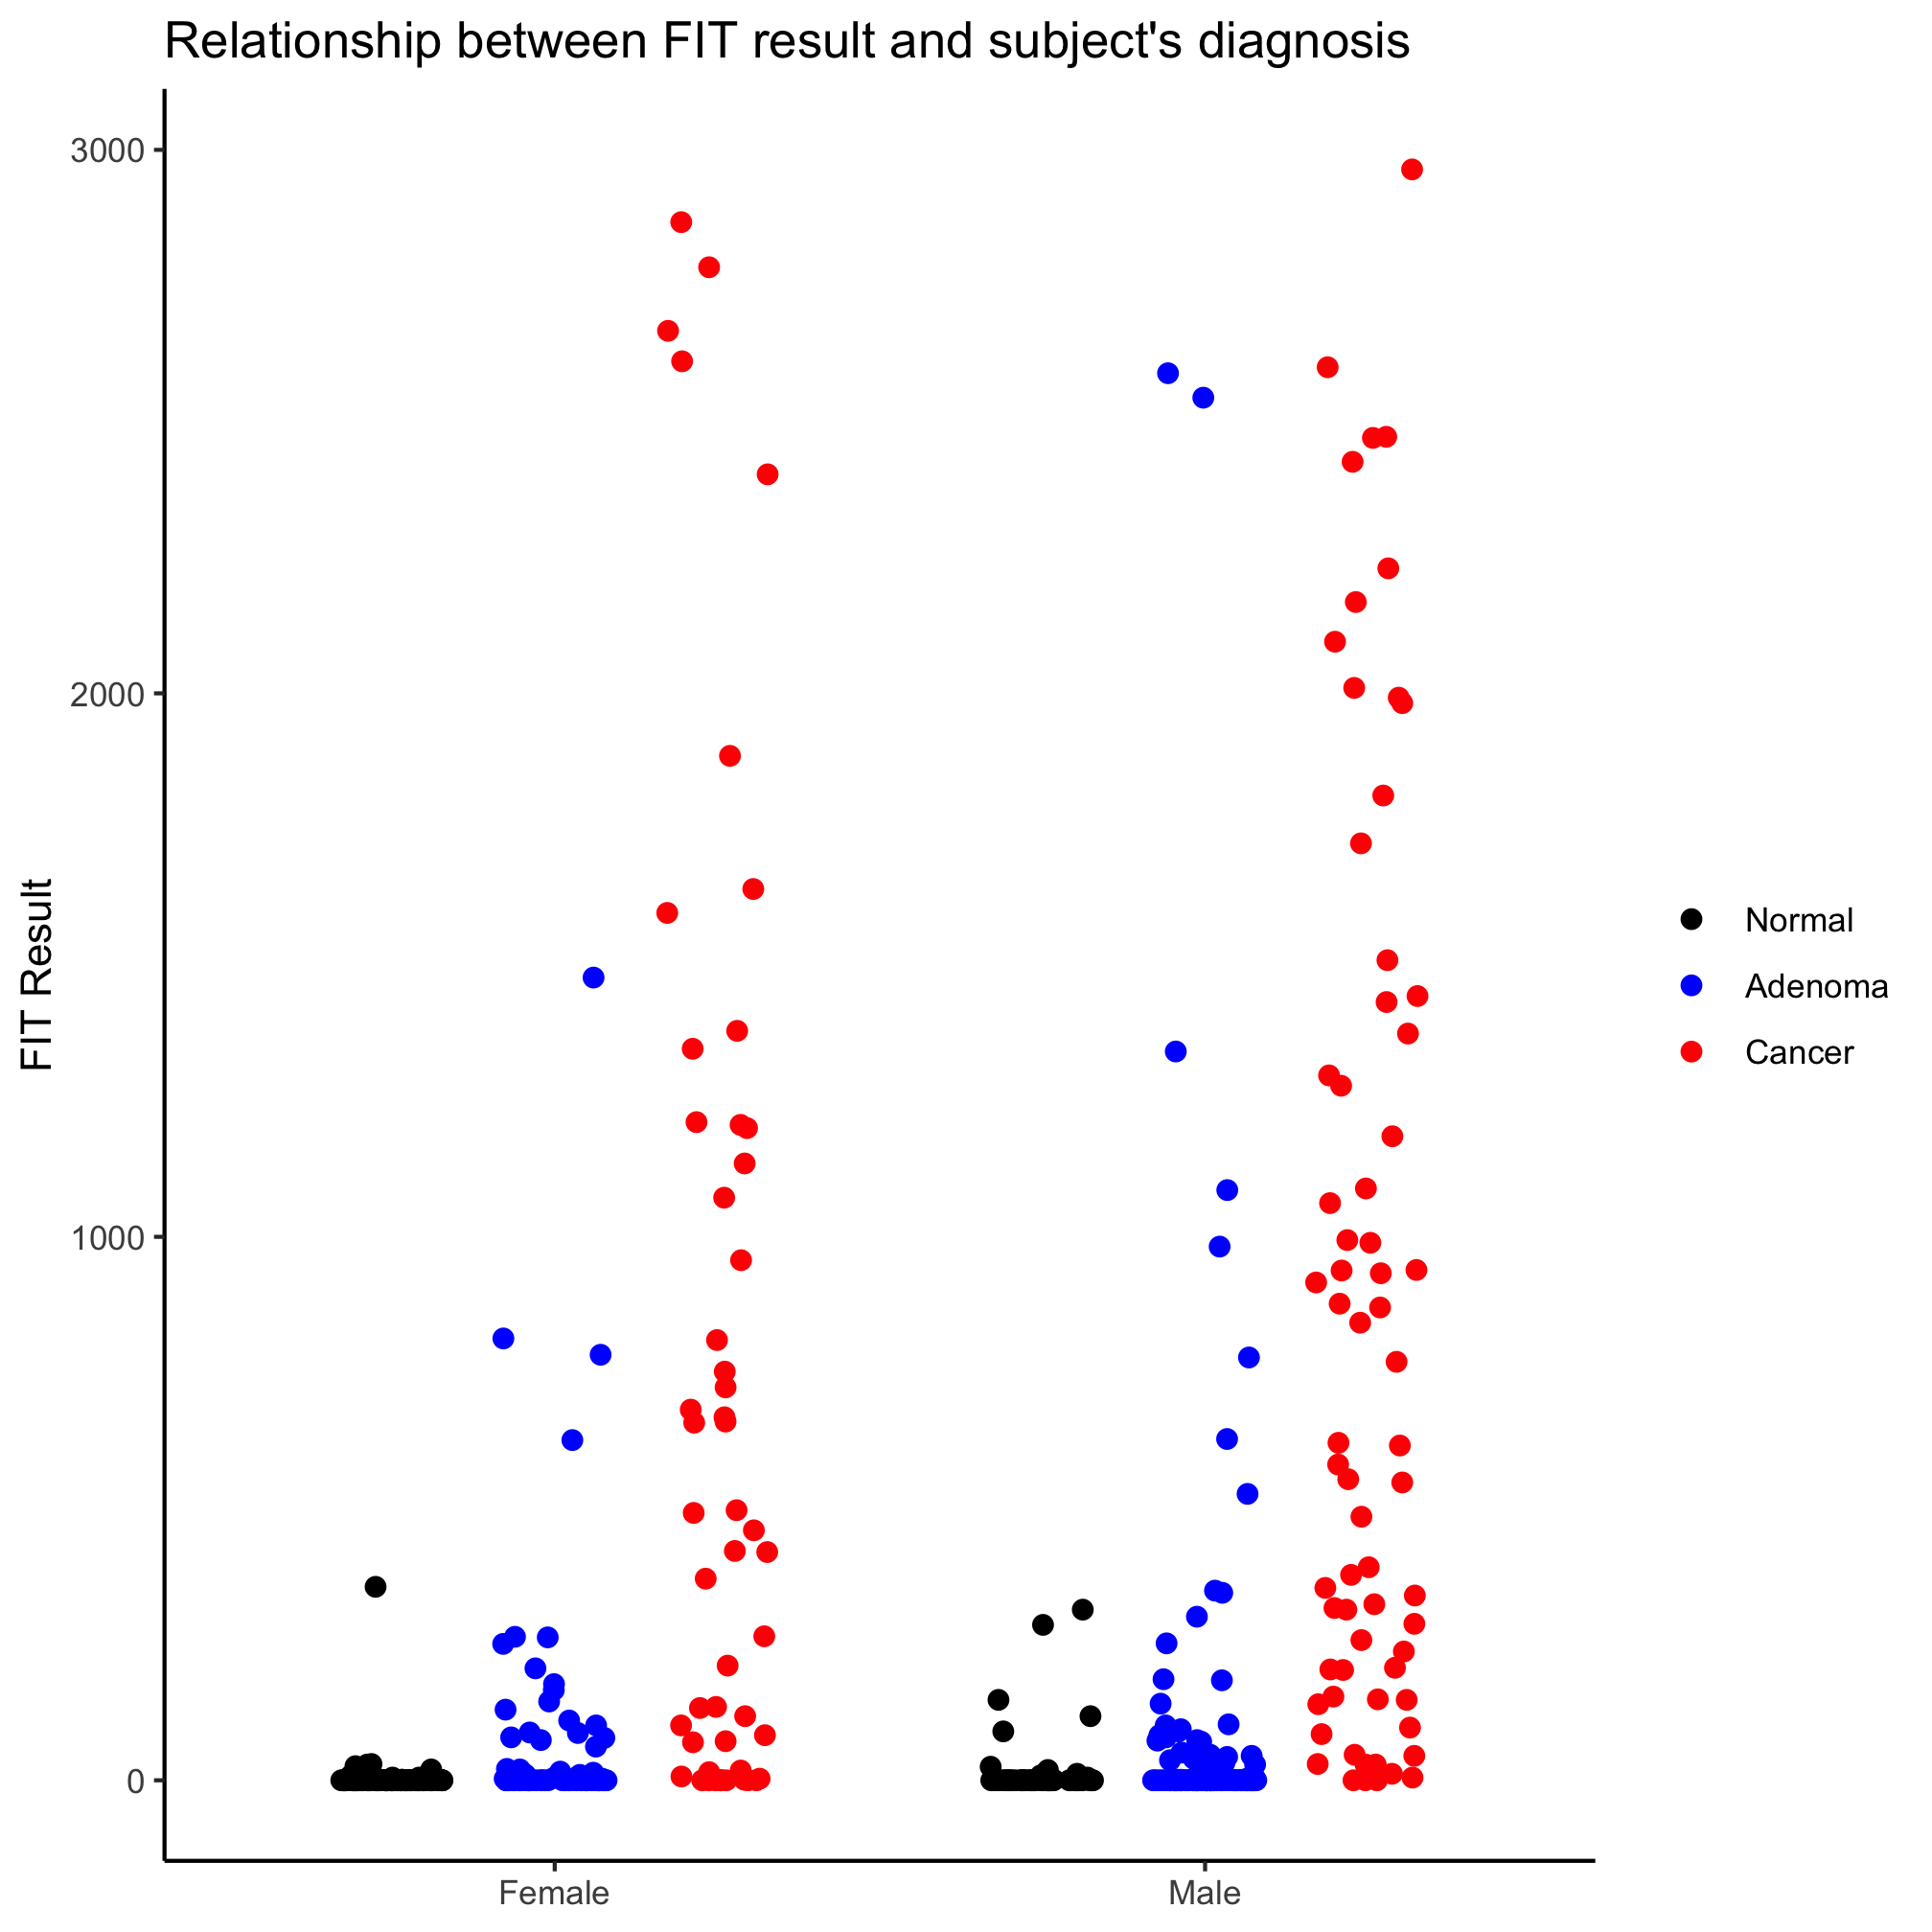 Relationship between FIT result and subject's diagnosis
3000
2000
1000
0
FIT Result
Female
Male
Normal
Adenoma
Cancer